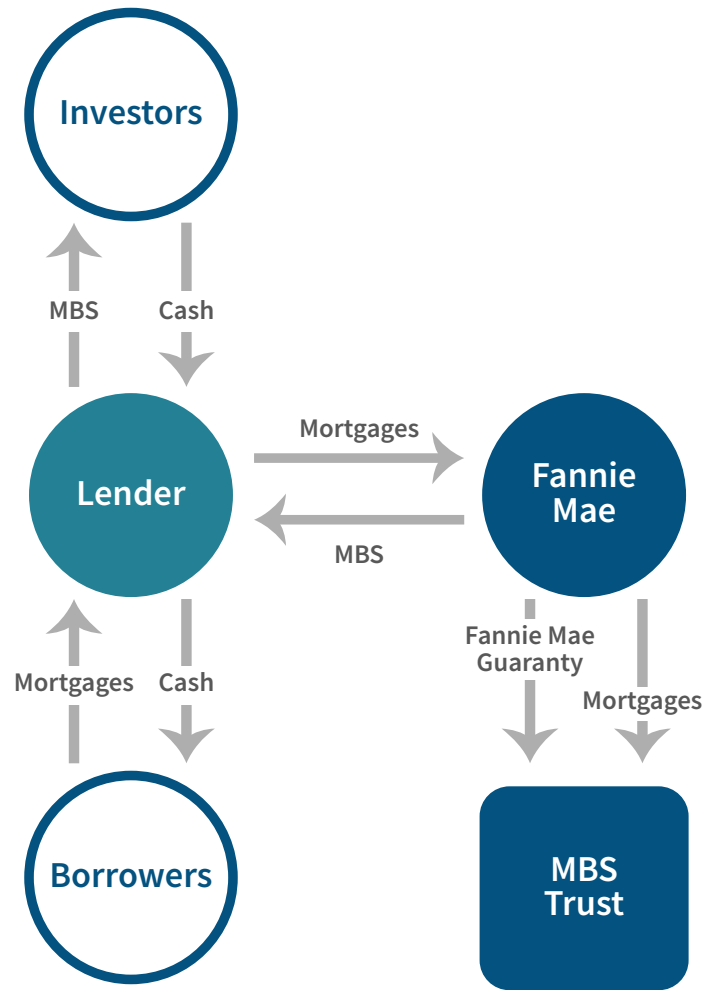 Investors
MBS
Cash
Mortgages
Lender
Fannie
Mae
MBS
Fannie Mae
Guaranty
Mortgages
Cash
Mortgages
Borrowers
MBS
Trust